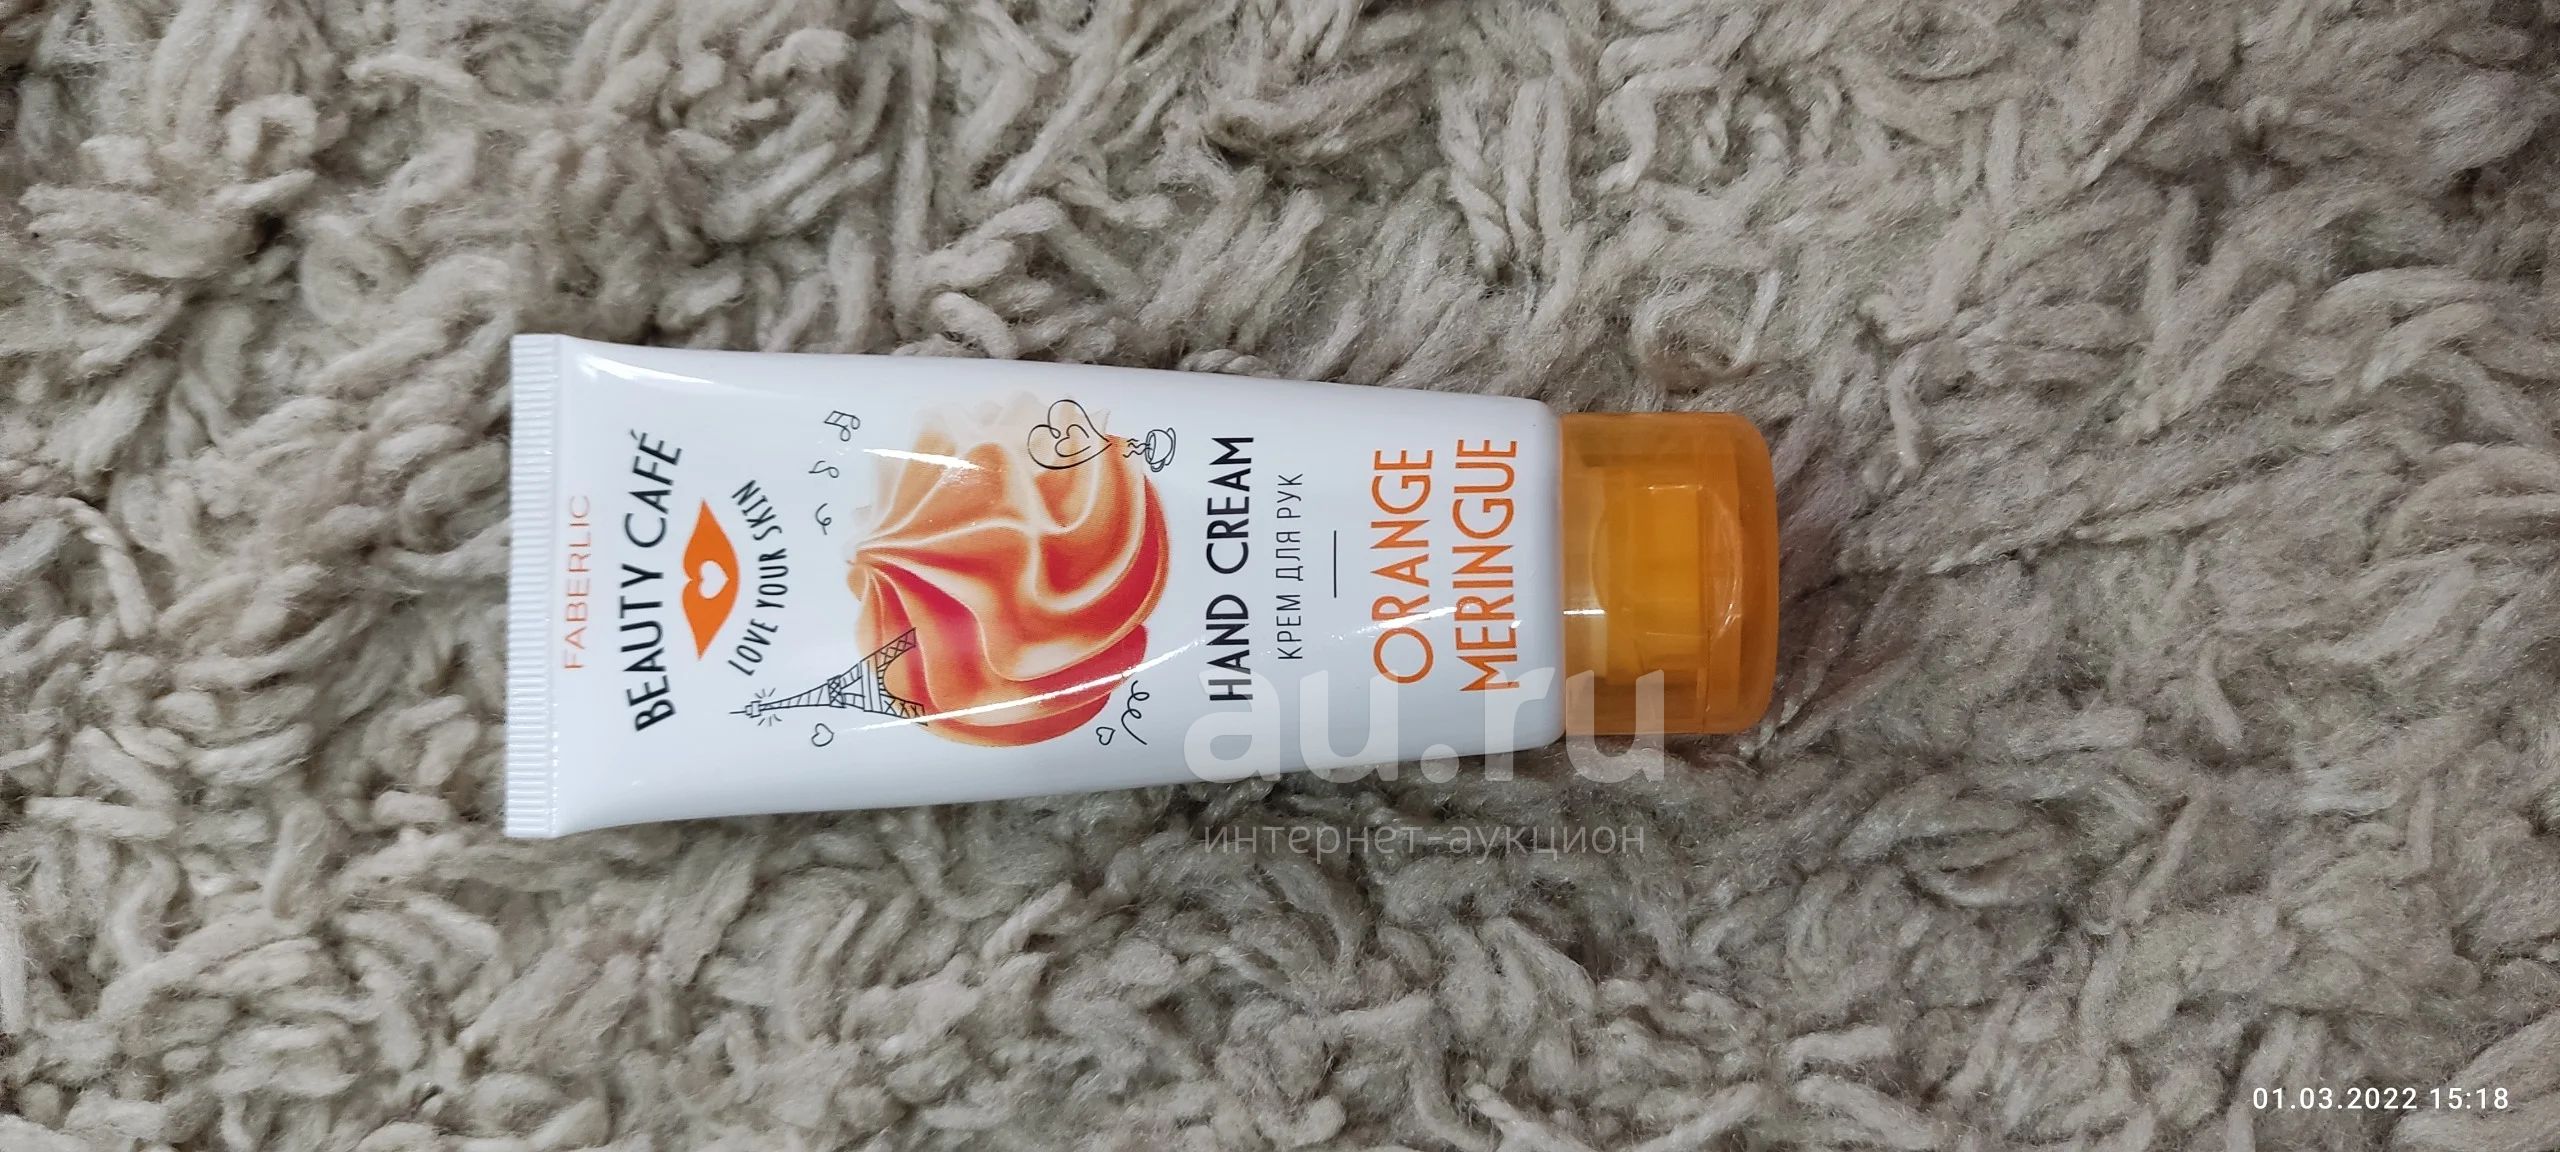 FABERLIC
BEAUTY CAFÉ
LOVE YOUR SKIN
HAND CREAM
КРЕМ ДЛЯ РУК
ORANGE
MERINGUE
au.ru
интернет-аукцион
01.03.2022 15:18